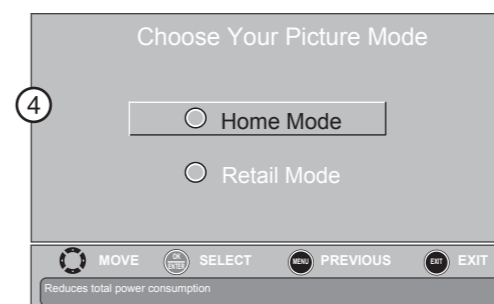 Choose Your Picture Mode
4
Home Mode
Retail Mode
MOVE OK ENTER SELECT MENU PREVIOUS EXIT EXIT
Reduces total power consumption